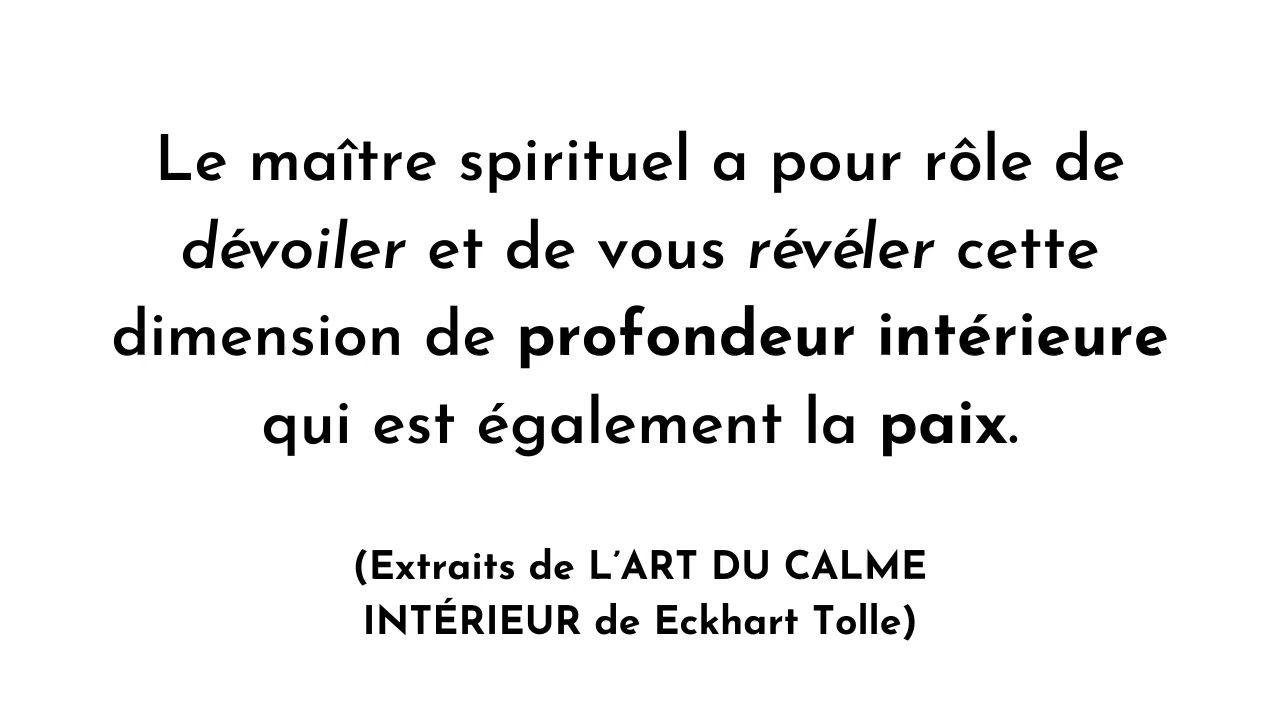 Le maître spirituel a pour rôle de
dévoiler et de vous révéler cette
dimension de profondeur intérieure
qui est également la paix.
(Extraits de L’ART DU CALME
INTÉRIEUR de Eckhart Tolle)